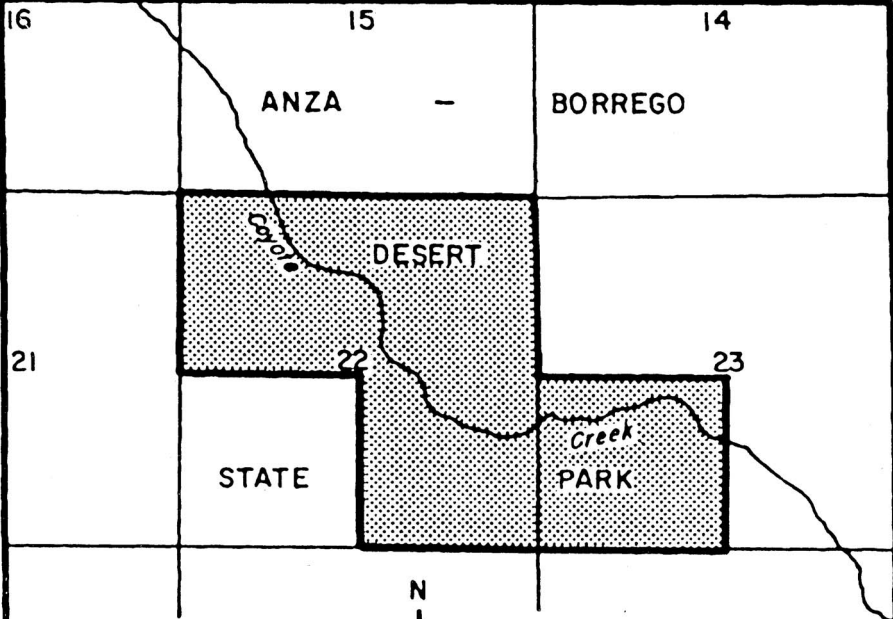 16 15 14
ANZA - BORREGO
Coyote
DESERT
21 22 23
Creek
STATE PARK
N